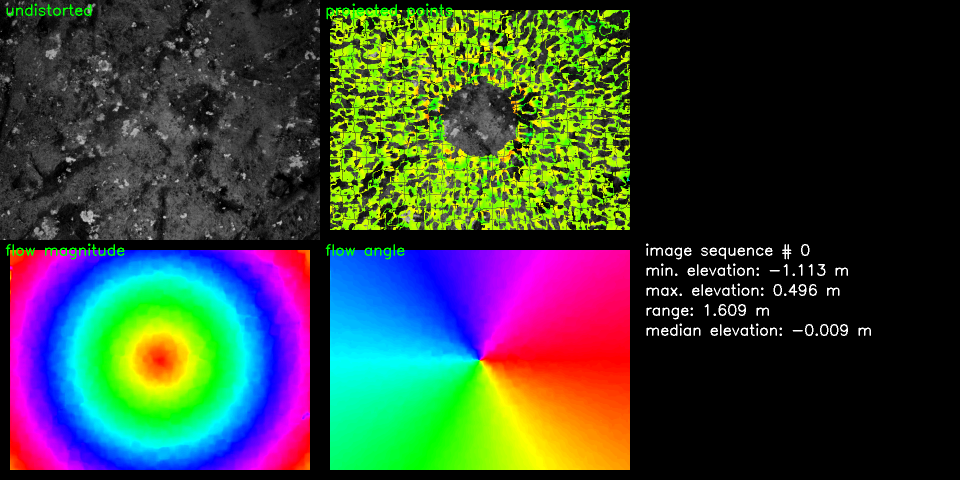 undistorted
projected points
flow magnitude
flow angle
image sequence # 0
min. elevation: −1.113 m
max. elevation: 0.496 m
range: 1.609 m
median elevation: −0.009 m